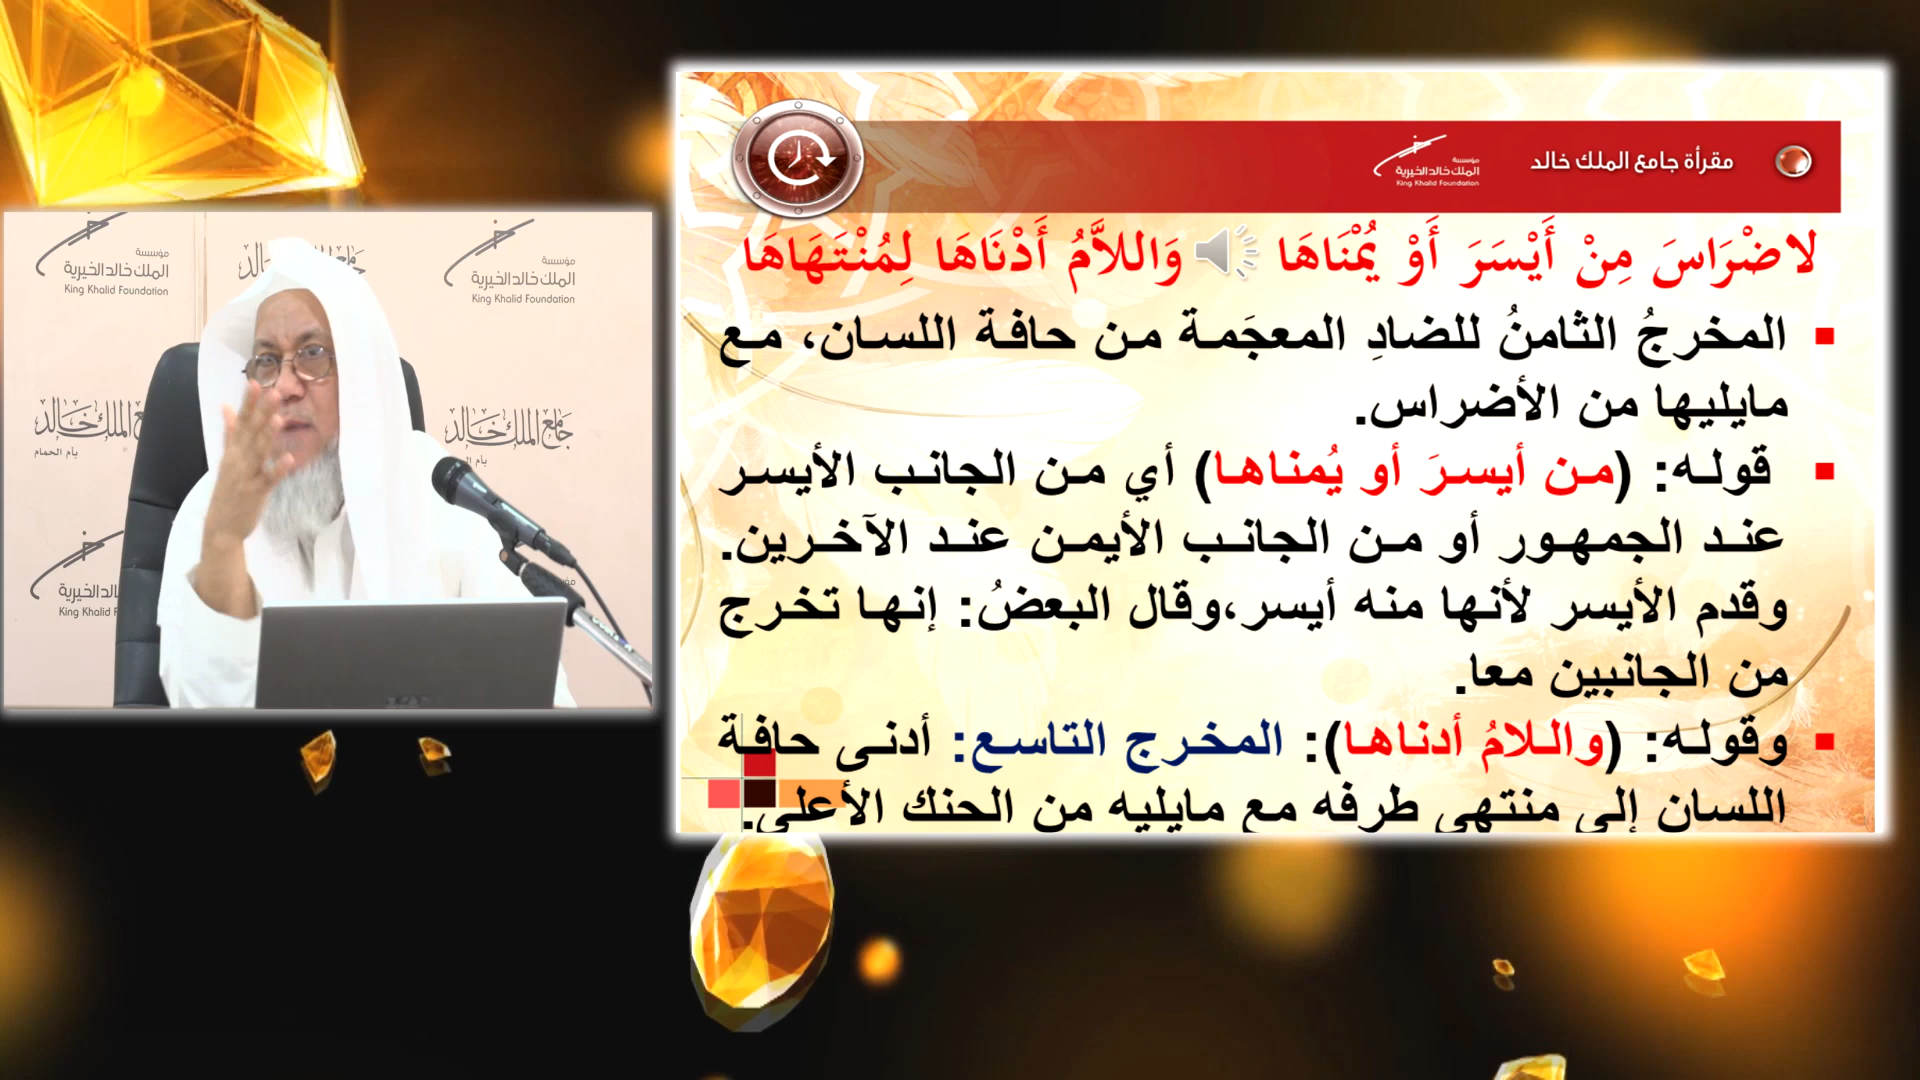 مقرأة جامع الملك خالد
مؤسسة
الملك خالد الخيرية
King Khalid Foundation
لاضْرَاسَ مِنْ أَيْسَرَ أَوْ يُمْنَاهَا وَاللاَّمُ أَدْنَاهَا لِمُنْتَهَاهَا
المخرجُ الثامنُ للضادِ المعجَمة من حافة اللسان، مع
مايليها من الأضراس.
قوله: (من أيسرَ أو يُمناها) أي من الجانب الأيسر
عند الجمهور أو من الجانب الأيمن عند الآخرين.
وقدم الأيسر لأنها منه أيسر،وقال البعضُ: إنها تخرج
من الجانبين معا.
وقوله: (واللامُ أدناها): المخرج التاسع: أدنى حافة
اللسان إلى منتهى طرفه مع مايليه من الحنك الأعلى.
مؤسسة
الملك خالد الخيرية
King Khalid Foundation
مؤسسة
الملك خالد الخيرية
King Khalid Foundation
جامع الملك خالد
بأم الحمام
جامع الملك خالد
King Khalid